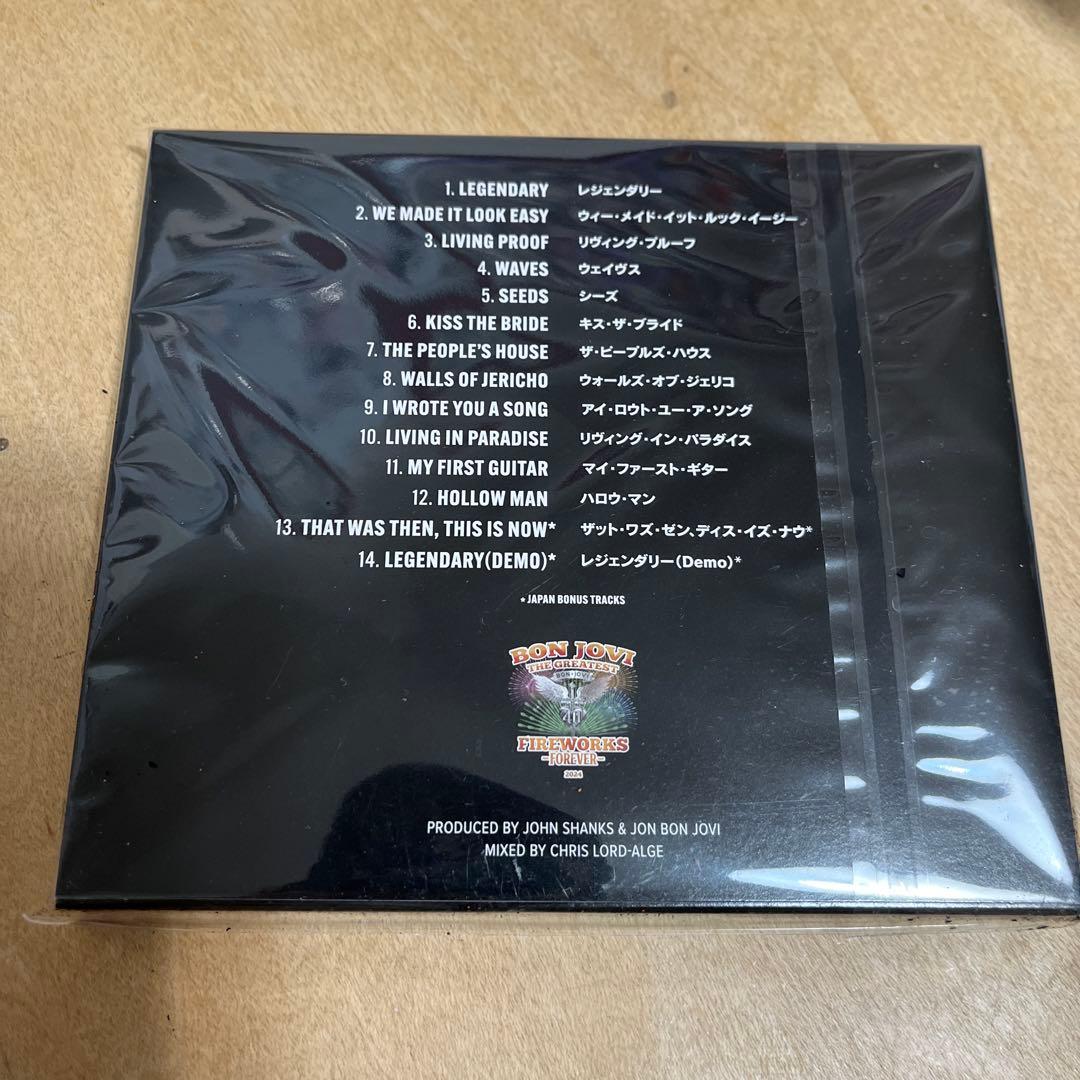 1. LEGENDARY レジェンダリー
2. WE MADE IT LOOK EASY ウィー・メイド・イット・ルック・イージー
3. LIVING PROOF リヴィング・プルーフ
4. WAVES ウェイヴス
5. SEEDS シーズ
6. KISS THE BRIDE キス・ザ・ブライド
7. THE PEOPLE'S HOUSE ザ・ピープルズ・ハウス
8. WALLS OF JERICHO ウォールズ・オブ・ジェリコ
9. I WROTE YOU A SONG アイ・ロウト・ユー・ア・ソング
10. LIVING IN PARADISE リヴィング・イン・パラダイス
11. MY FIRST GUITAR マイ・ファースト・ギター
12. HOLLOW MAN ハロウ・マン
13. THAT WAS THEN, THIS IS NOW* ザット・ワズ・ゼン、ディス・イズ・ナウ*
14. LEGENDARY(DEMO)* レジェンダリー(Demo)*
* JAPAN BONUS TRACKS
BON JOVI
THE GREATEST
BON JOVI
FIREWORKS
-FOREVER-
2024
PRODUCED BY JOHN SHANKS & JON BON JOVI
MIXED BY CHRIS LORD-ALGE